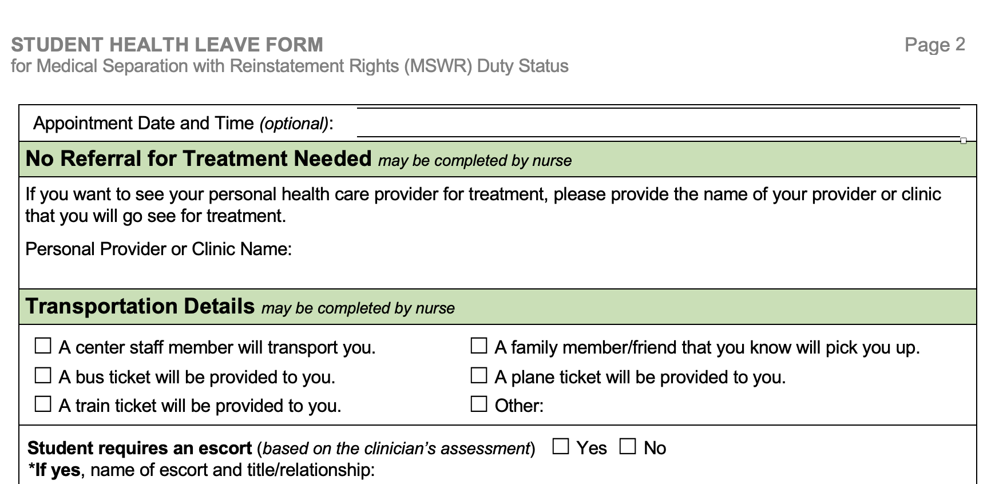 STUDENT HEALTH LEAVE FORM
Page 2
for Medical Separation with Reinstatement Rights (MSWR) Duty Status
Appointment Date and Time (optional):
No Referral for Treatment Needed may be completed by nurse
If you want to see your personal health care provider for treatment, please provide the name of your provider or clinic
that you will go see for treatment.
Personal Provider or Clinic Name:
Transportation Details may be completed by nurse
☐ A center staff member will transport you. ☐ A family member/friend that you know will pick you up.
☐ A bus ticket will be provided to you. ☐ A plane ticket will be provided to you.
☐ A train ticket will be provided to you. ☐ Other:
Student requires an escort (based on the clinician’s assessment) ☐ Yes ☐ No
*If yes, name of escort and title/relationship: